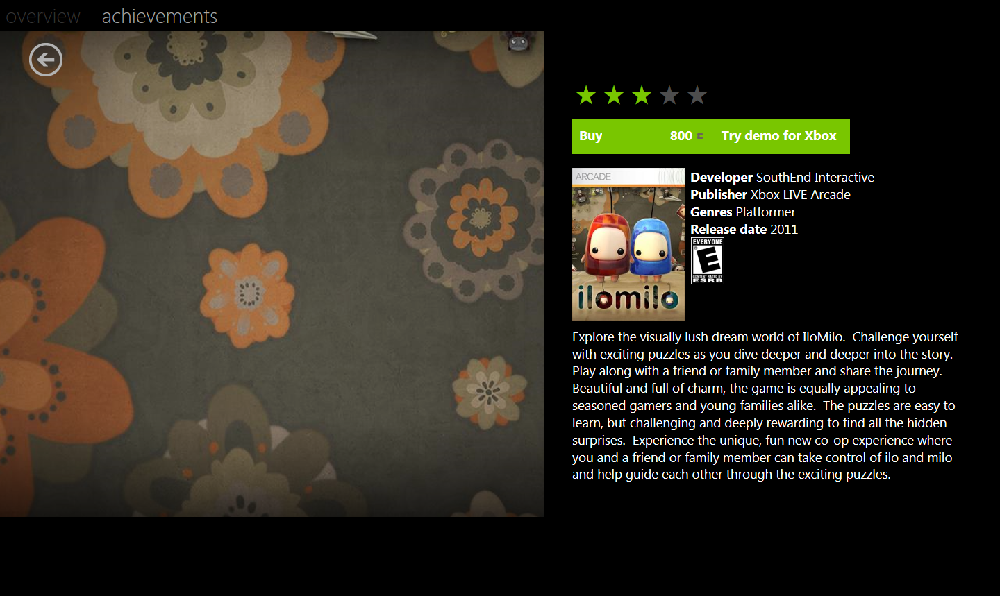 overview achievements
Buy 800 Try demo for Xbox
ARCADE
ilomilo
Developer SouthEnd Interactive
Publisher Xbox LIVE Arcade
Genres Platformer
Release date 2011
EVERYONE
E
CONTENT RATED BY
ESRB
Explore the visually lush dream world of IloMilo.  Challenge yourself
with exciting puzzles as you dive deeper and deeper into the story.
Play along with a friend or family member and share the journey.
Beautiful and full of charm, the game is equally appealing to
seasoned gamers and young families alike.  The puzzles are easy to
learn, but challenging and deeply rewarding to find all the hidden
surprises.  Experience the unique, fun new co-op experience where
you and a friend or family member can take control of ilo and milo
and help guide each other through the exciting puzzles.